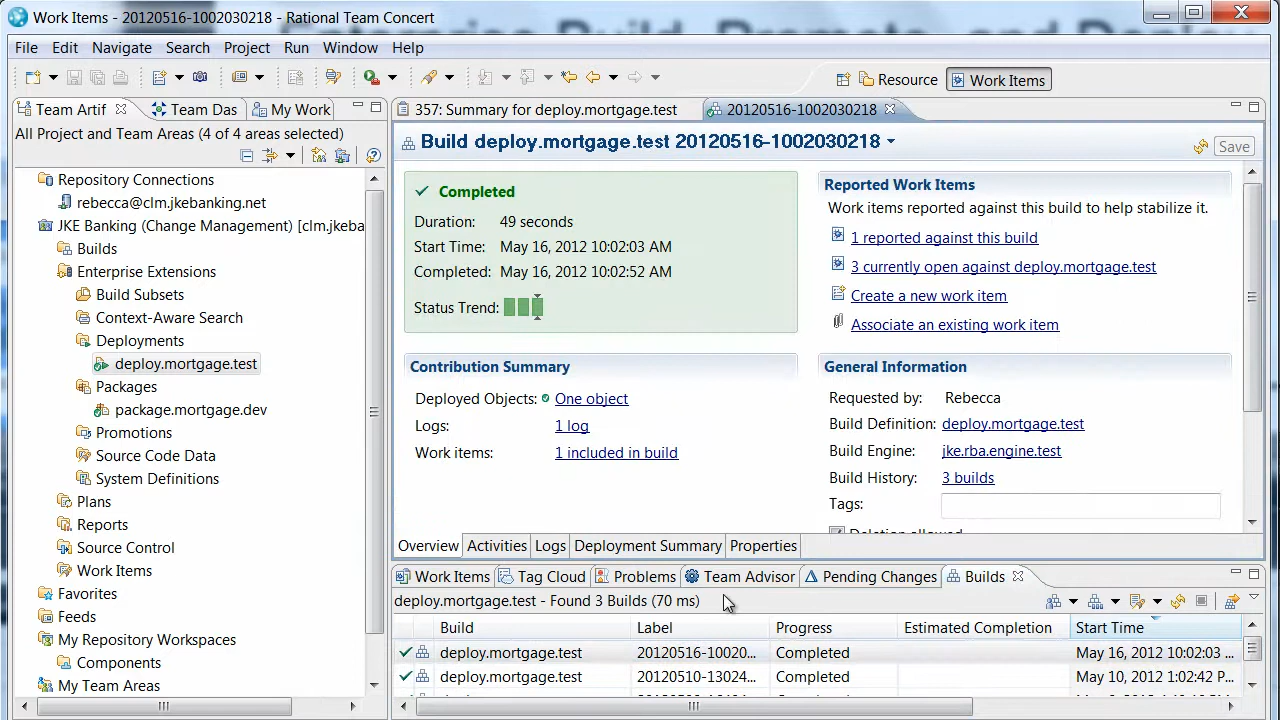 Work Items - 20120516-1002030218 - Rational Team Concert
File Edit Navigate Search Project Run Window Help
Resource Work Items
Team Artif Team Das My Work
All Project and Team Areas (4 of 4 areas selected)
Repository Connections
rebecca@clm.jkebanking.net
JKE Banking (Change Management) [clm.jkeba
Builds
Enterprise Extensions
Build Subsets
Context-Aware Search
Deployments
deploy.mortgage.test
Packages
package.mortgage.dev
Promotions
Source Code Data
System Definitions
Plans
Reports
Source Control
Work Items
Favorites
Feeds
My Repository Workspaces
Components
My Team Areas
357: Summary for deploy.mortgage.test 20120516-1002030218
Build deploy.mortgage.test 20120516-1002030218
Save
Completed
Duration: 49 seconds
Start Time: May 16, 2012 10:02:03 AM
Completed: May 16, 2012 10:02:52 AM
Status Trend:
Contribution Summary
Deployed Objects: One object
Logs: 1 log
Work items: 1 included in build
Reported Work Items
Work items reported against this build to help stabilize it.
1 reported against this build
3 currently open against deploy.mortgage.test
Create a new work item
Associate an existing work item
General Information
Requested by: Rebecca
Build Definition: deploy.mortgage.test
Build Engine: jke.rba.engine.test
Build History: 3 builds
Tags:
Deletion allowed
Overview Activities Logs Deployment Summary Properties
Work Items Tag Cloud Problems Team Advisor Pending Changes Builds
deploy.mortgage.test - Found 3 Builds (70 ms)
Build Label Progress Estimated Completion Start Time
deploy.mortgage.test 20120516-10020... Completed May 16, 2012 10:02:03 ...
deploy.mortgage.test 20120510-13024... Completed May 10, 2012 1:02:42 P...